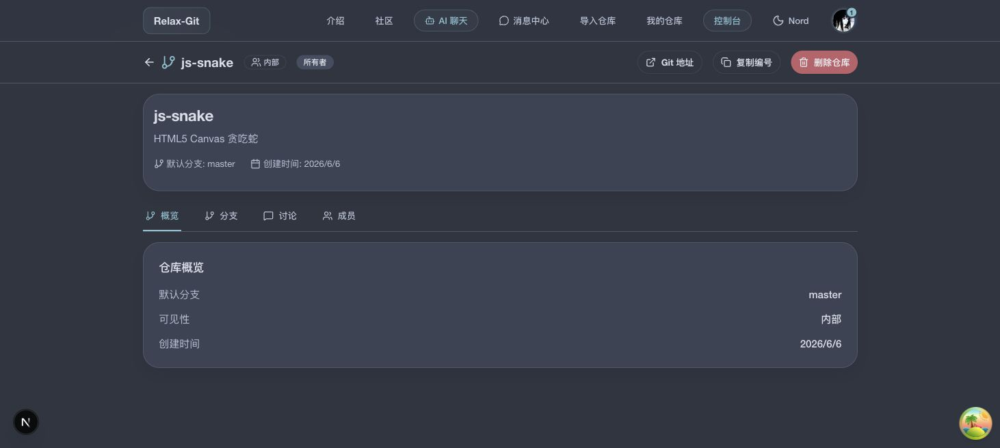 Relax-Git 介绍 社区 AI 聊天 消息中心 导入仓库 我的仓库 控制台 Nord 1
js-snake 内部 所有者 Git 地址 复制编号 删除仓库
js-snake
HTML5 Canvas 贪吃蛇
默认分支: master 创建时间: 2026/6/6
概览 分支 讨论 成员
仓库概览
默认分支 master
可见性 内部
创建时间 2026/6/6
N